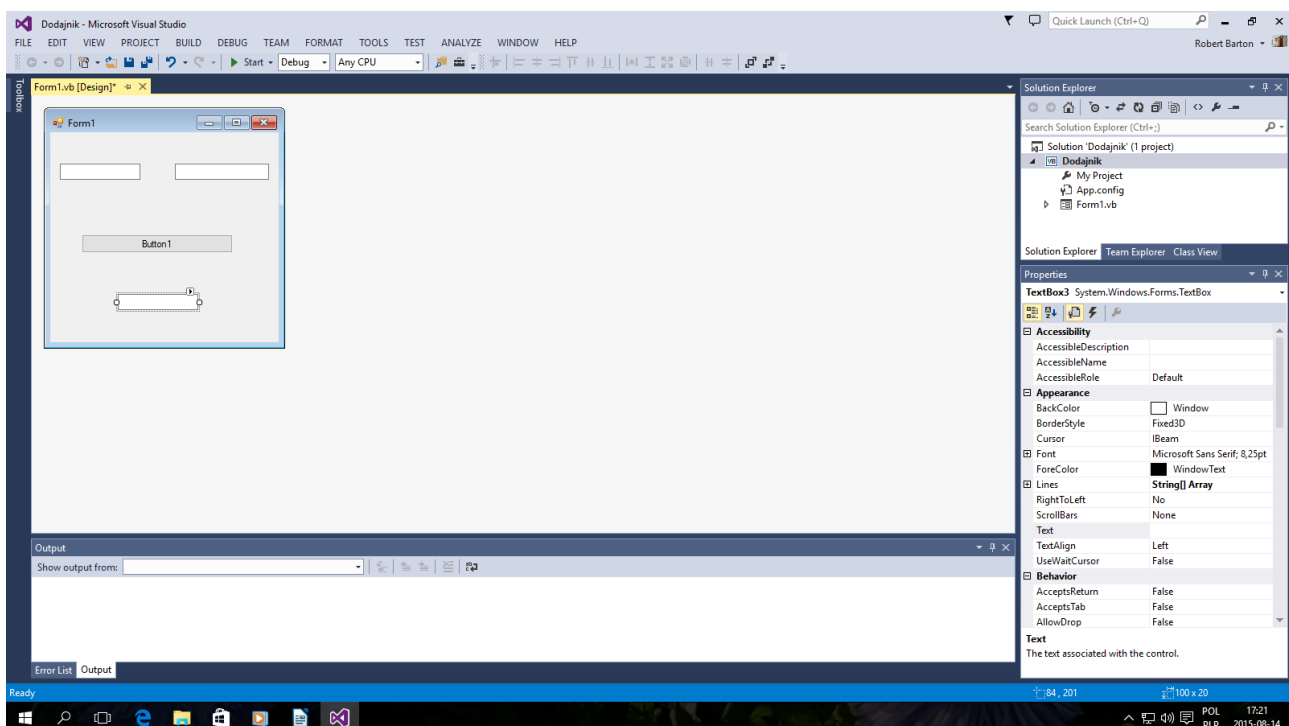 Dodajnik - Microsoft Visual Studio
Quick Launch (Ctrl+Q)
FILE EDIT VIEW PROJECT BUILD DEBUG TEAM FORMAT TOOLS TEST ANALYZE WINDOW HELP
Robert Barton
Start Debug Any CPU
Toolbox
Form1.vb [Design]*
Form1
Button1
Output
Show output from:
Error List Output
Solution Explorer
Search Solution Explorer (Ctrl+;)
Solution 'Dodajnik' (1 project)
VB Dodajnik
My Project
App.config
Form1.vb
Solution Explorer Team Explorer Class View
Properties
TextBox3 System.Windows.Forms.TextBox
Accessibility
AccessibleDescription
AccessibleName
AccessibleRole Default
Appearance
BackColor Window
BorderStyle Fixed3D
Cursor IBeam
Font Microsoft Sans Serif; 8,25pt
ForeColor WindowText
Lines String[] Array
RightToLeft No
ScrollBars None
Text
TextAlign Left
UseWaitCursor False
Behavior
AcceptsReturn False
AcceptsTab False
AllowDrop False
Text
The text associated with the control.
Ready
84 , 201
100 x 20
POL
PLP
17:21
2015-08-14